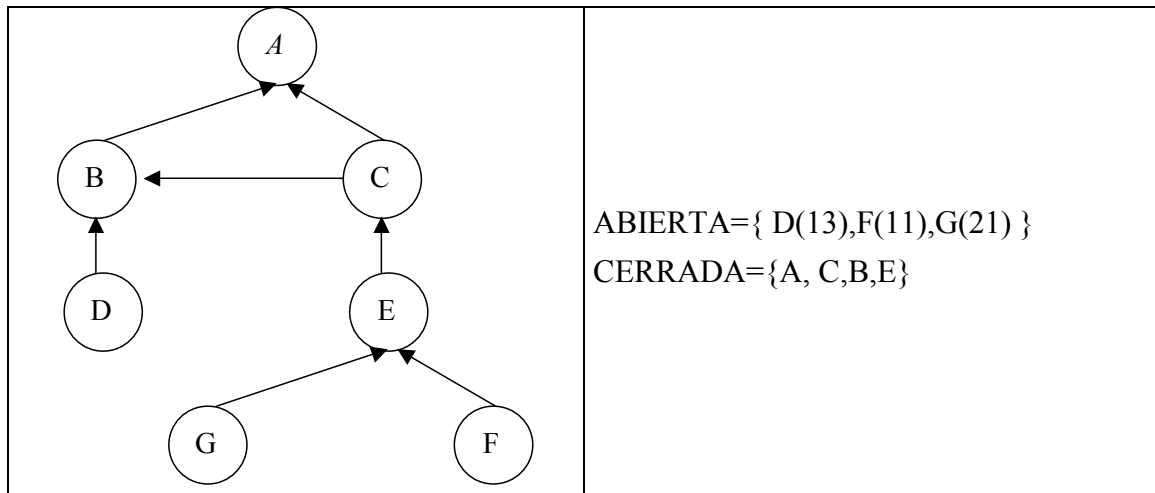 A
B
C
D
E
G
F
ABIERTA={ D(13),F(11),G(21) }
CERRADA={A, C,B,E}